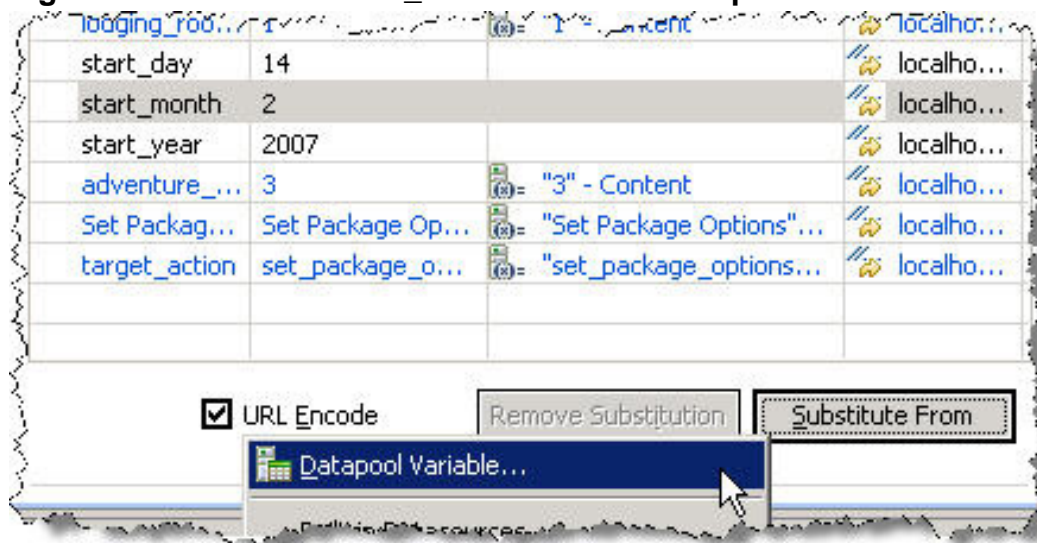 start_day 14 localho...
start_month 2 localho...
start_year 2007 localho...
adventure_... 3 "3" - Content localho...
Set Packag... Set Package Op... "Set Package Options"... localho...
target_action set_package_o... "set_package_options... localho...
URL Encode Remove Substitution Substitute From
Datapool Variable...